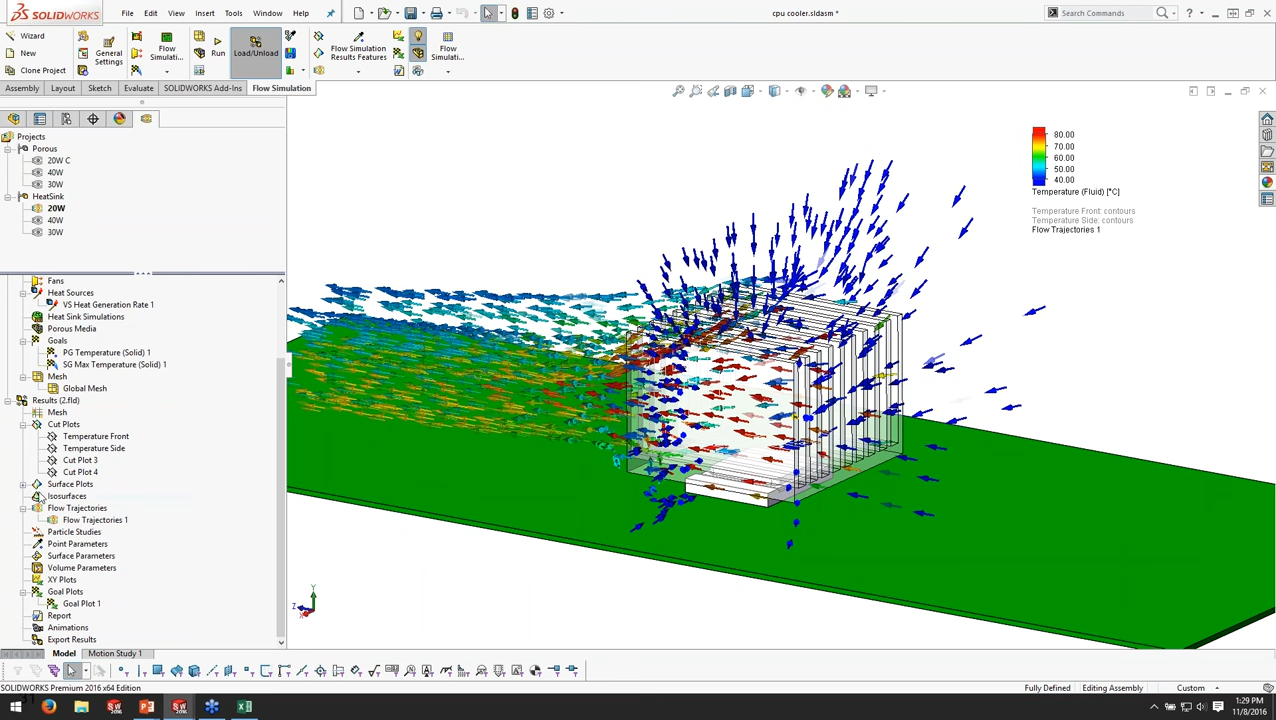 SOLIDWORKS
File Edit View Insert Tools Window Help
cpu cooler.sldasm *
Search Commands
Wizard
New
Clone Project
General Settings
Flow Simulati...
Run
Load/Unload
Flow Simulation Results Features
Flow Simulati...
Assembly Layout Sketch Evaluate SOLIDWORKS Add-Ins Flow Simulation
Projects
Porous
20W C
40W
30W
HeatSink
20W
40W
30W
Fans
Heat Sources
VS Heat Generation Rate 1
Heat Sink Simulations
Porous Media
Goals
PG Temperature (Solid) 1
SG Max Temperature (Solid) 1
Mesh
Global Mesh
Results (2.fld)
Mesh
Cut Plots
Temperature Front
Temperature Side
Cut Plot 3
Cut Plot 4
Surface Plots
Isosurfaces
Flow Trajectories
Flow Trajectories 1
Particle Studies
Point Parameters
Surface Parameters
Volume Parameters
XY Plots
Goal Plots
Goal Plot 1
Report
Animations
Export Results
80.00
70.00
60.00
50.00
40.00
Temperature (Fluid) [°C]
Temperature Front: contours
Temperature Side: contours
Flow Trajectories 1
Y
Z
X
Model Motion Study 1
SOLIDWORKS Premium 2016 x64 Edition
Fully Defined Editing Assembly Custom
1:29 PM
11/8/2016